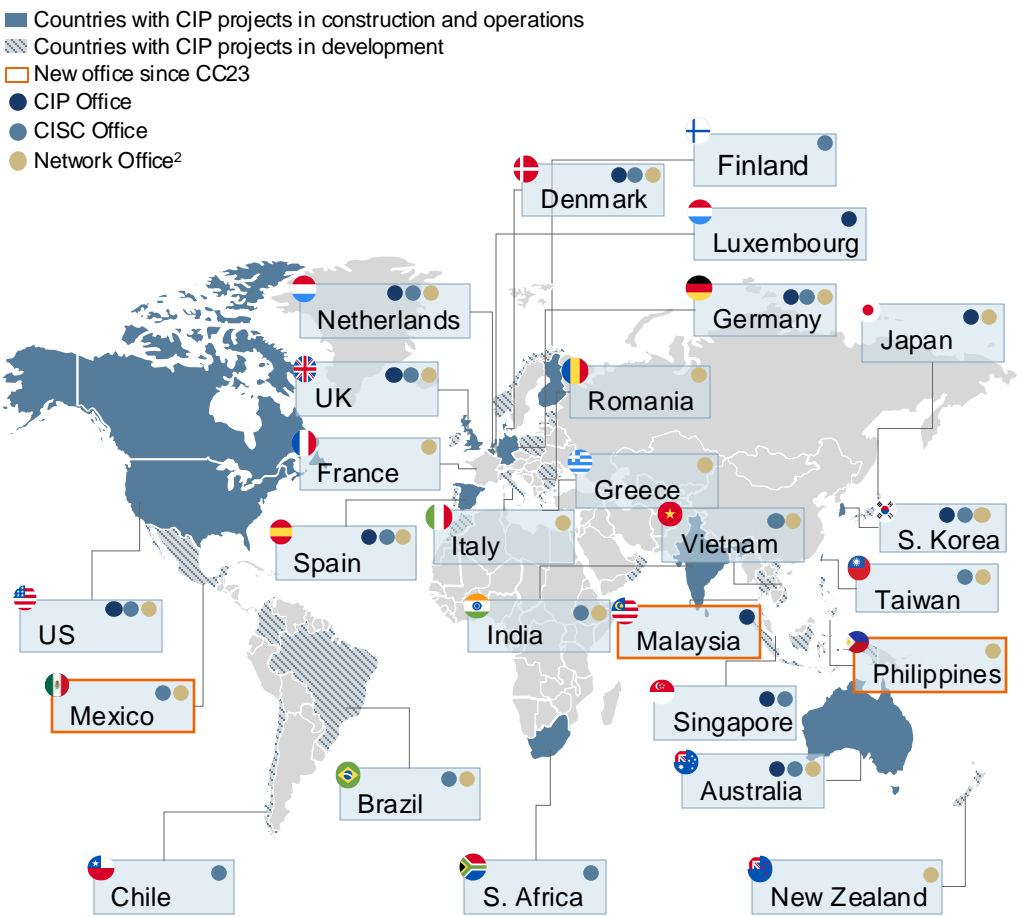 Countries with CIP projects in construction and operations
Countries with CIP projects in development
New office since CC23
CIP Office
CISC Office
Network Office²
Finland
Denmark
Luxembourg
Netherlands
Germany
Japan
UK
Romania
France
Greece
Spain
Italy
Vietnam
S. Korea
Taiwan
US
India
Malaysia
Philippines
Mexico
Singapore
Australia
Brazil
Chile
S. Africa
New Zealand